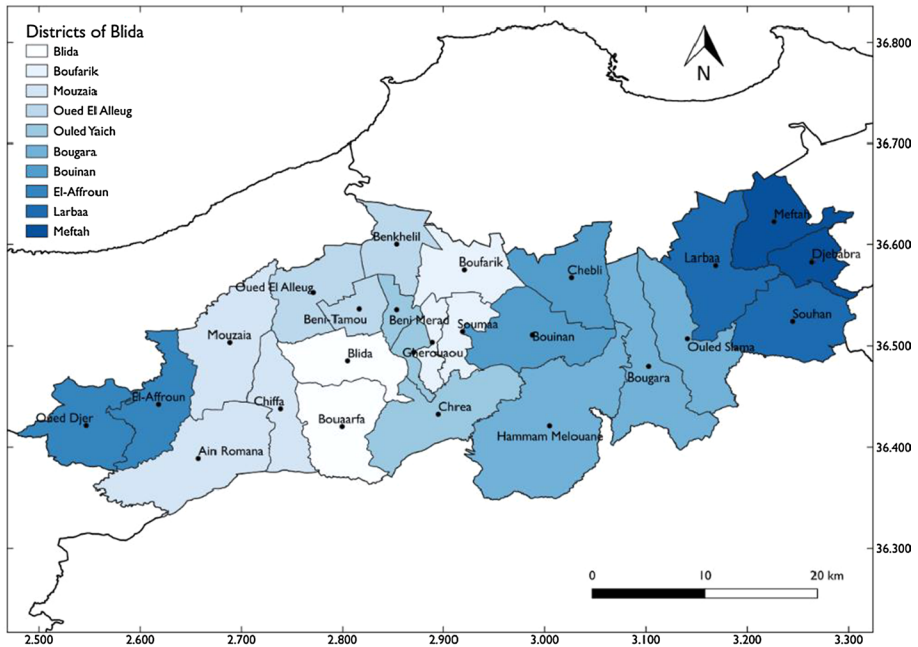 Districts of Blida
Blida
Boufarik
Mouzaia
Oued El Alleug
Ouled Yaich
Bougara
Bouinan
El-Affroun
Larbaa
Meftah
N
36.800
36.700
36.600
36.500
36.400
36.300
Meftah
Benkhelil
Larbaa
Djebabra
Boufarik
Chebli
Oued El Alleug
Beni-Tamou
Beni Merad
Soumaa
Souhan
Mouzaia
Bouinan
Ouled Slama
Blida
Gherouaou
Bougara
El-Affroun
Chiffa
Chrea
Oued Djer
Bouaarfa
Hammam Melouane
Ain Romana
0 10 20 km
2.500 2.600 2.700 2.800 2.900 3.000 3.100 3.200 3.300